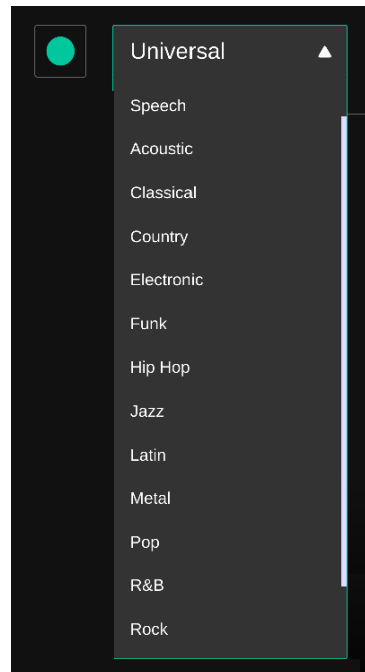 Universal
Speech
Acoustic
Classical
Country
Electronic
Funk
Hip Hop
Jazz
Latin
Metal
Pop
R&B
Rock